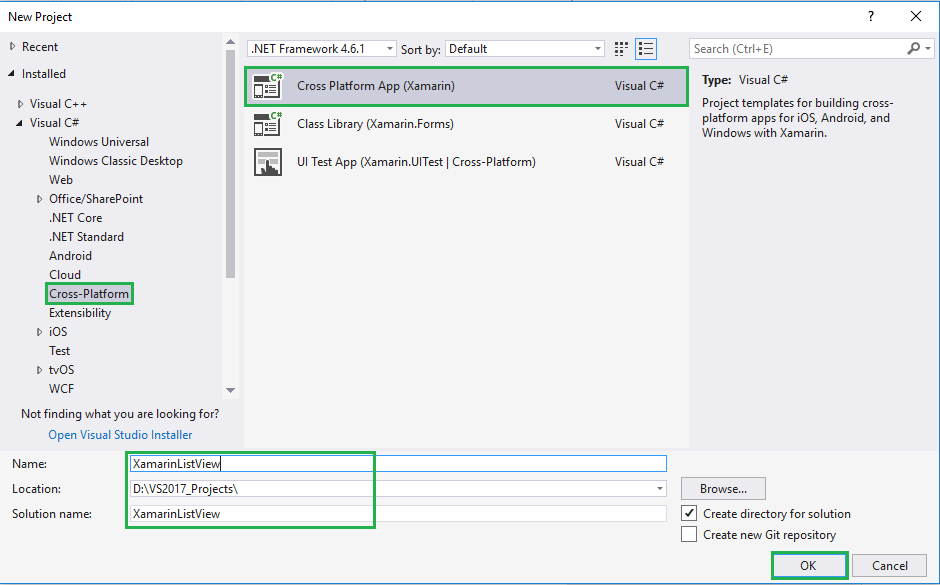 New Project
?
Recent
Installed
Visual C++
Visual C#
Windows Universal
Windows Classic Desktop
Web
Office/SharePoint
.NET Core
.NET Standard
Android
Cloud
Cross-Platform
Extensibility
iOS
Test
tvOS
WCF
Not finding what you are looking for?
Open Visual Studio Installer
.NET Framework 4.6.1 Sort by: Default
C# Cross Platform App (Xamarin) Visual C#
C# Class Library (Xamarin.Forms) Visual C#
UI Test App (Xamarin.UITest | Cross-Platform) Visual C#
Search (Ctrl+E)
Type: Visual C#
Project templates for building cross-
platform apps for iOS, Android, and
Windows with Xamarin.
Name: XamarinListView
Location: D:\VS2017_Projects\ Browse...
Solution name: XamarinListView Create directory for solution
Create new Git repository
OK Cancel